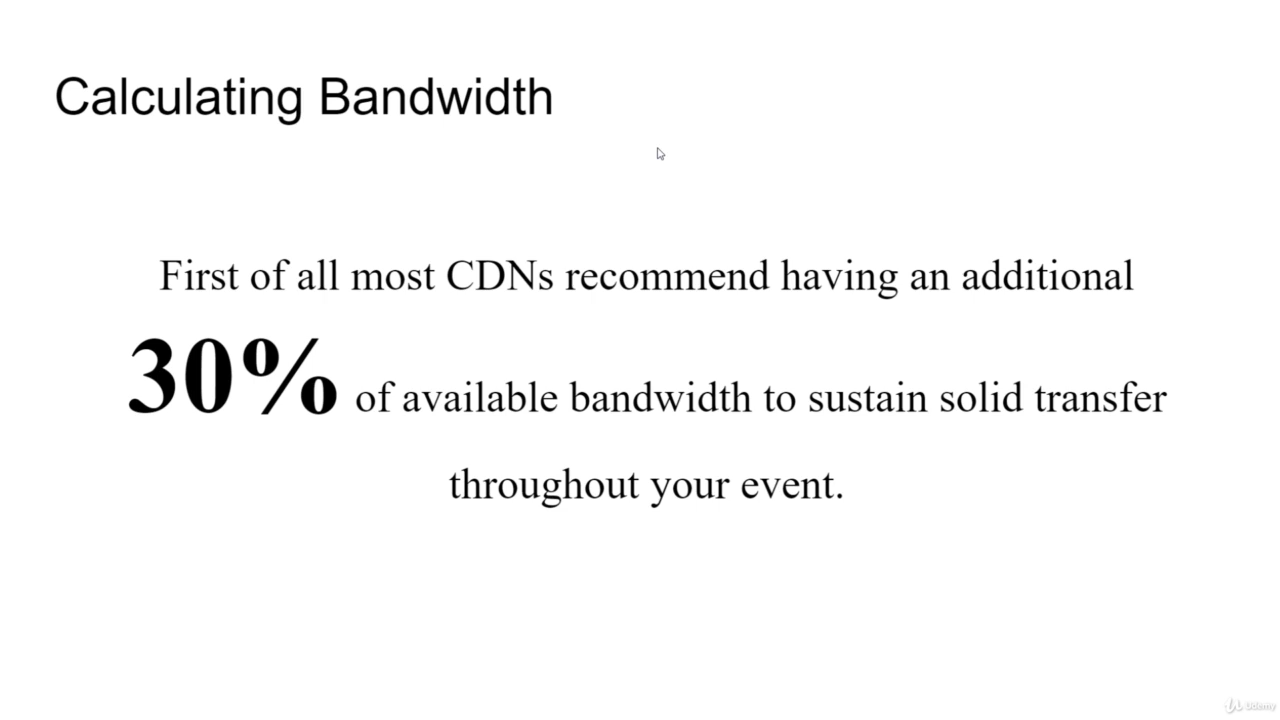 Calculating Bandwidth
First of all most CDNs recommend having an additional
30% of available bandwidth to sustain solid transfer
throughout your event.
Udemy